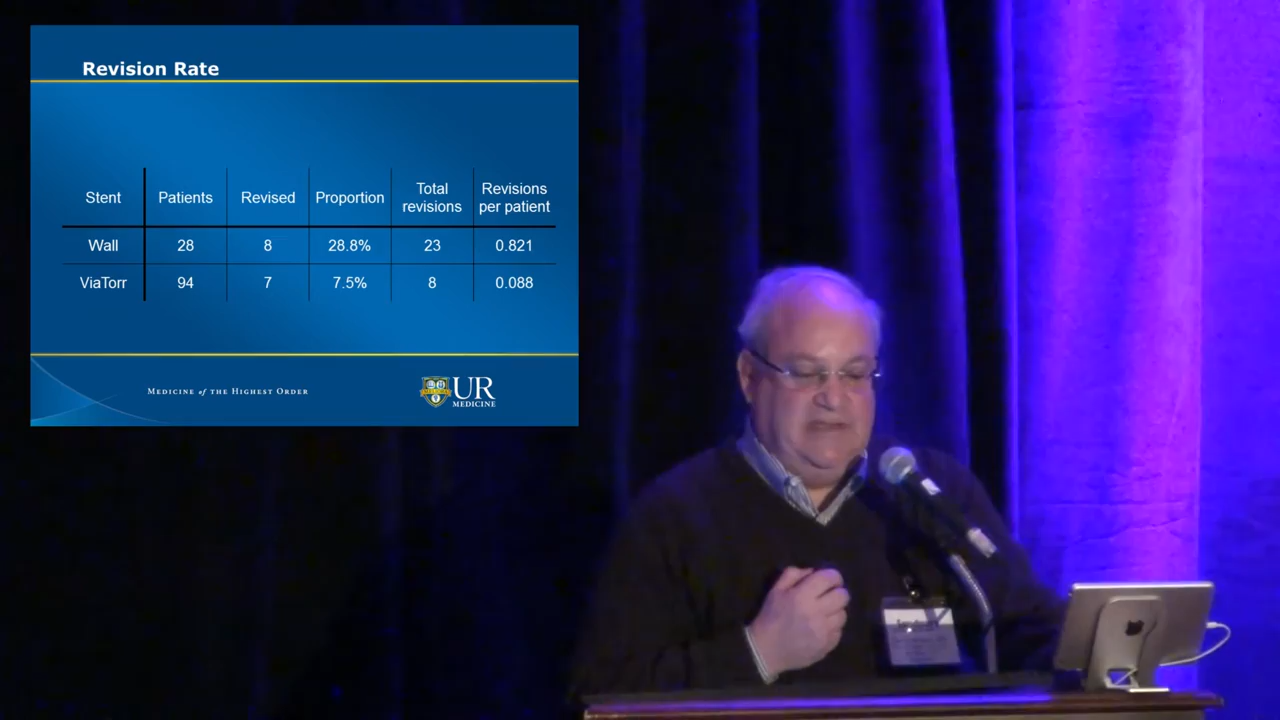 Revision Rate
Stent Patients Revised Proportion Total revisions Revisions per patient
Wall 28 8 28.8% 23 0.821
ViaTorr 94 7 7.5% 8 0.088
MEDICINE of THE HIGHEST ORDER
MELIORA
UR
MEDICINE